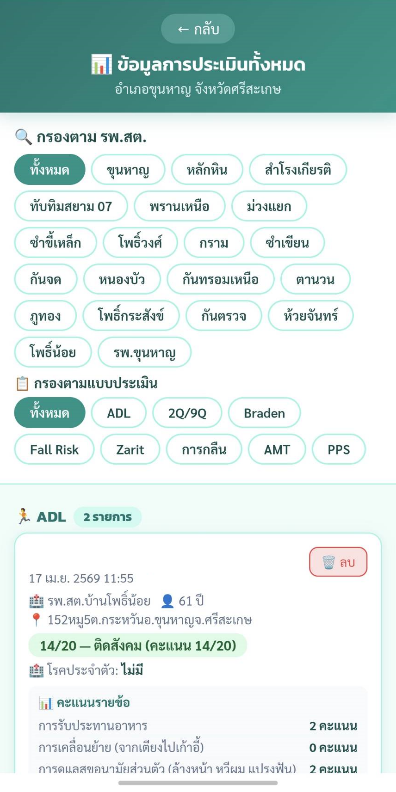 ← กลับ
📊 ข้อมูลการประเมินทั้งหมด
อำเภอขุนหาญ จังหวัดศรีสะเกษ
🔍 กรองตาม รพ.สต.
ทั้งหมด ขุนหาญ หลักหิน สำโรงเกียรติ
ทับทิมสยาม 07 พรานเหนือ ม่วงแยก
ซำขี้เหล็ก โพธิ์วงศ์ กราม ซำเขียน
กันจด หนองบัว กันทรอมเหนือ ตานวน
ภูทอง โพธิ์กระสังข์ กันตรวจ ห้วยจันทร์
โพธิ์น้อย รพ.ขุนหาญ
📋 กรองตามแบบประเมิน
ทั้งหมด ADL 2Q/9Q Braden
Fall Risk Zarit การกลืน AMT PPS
🏃 ADL 2 รายการ
🗑️ ลบ
17 เม.ย. 2569 11:55
🏥 รพ.สต.บ้านโพธิ์น้อย 👤 61 ปี
📍 152หมู่5ต.กระหวันอ.ขุนหาญจ.ศรีสะเกษ
14/20 — ติดสังคม (คะแนน 14/20)
🏥 โรคประจำตัว: ไม่มี
📊 คะแนนรายข้อ
การรับประทานอาหาร 2 คะแนน
การเคลื่อนย้าย (จากเตียงไปเก้าอี้) 0 คะแนน
การดูแลสุขอนามัยส่วนตัว (ล้างหน้า หวีผม แปรงฟัน) 2 คะแนน